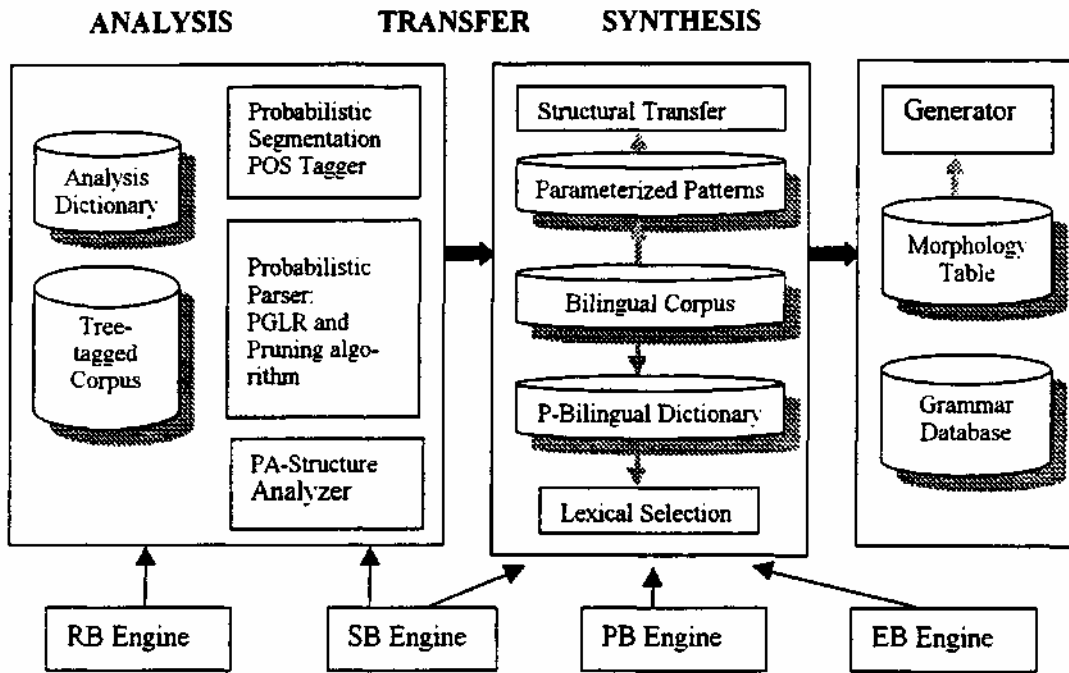 ANALYSIS TRANSFER SYNTHESIS
Analysis
Dictionary
Tree-
tagged
Corpus
Probabilistic
Segmentation
POS Tagger
Probabilistic
Parser:
PGLR and
Pruning algo-
rithm
PA-Structure
Analyzer
Structural Transfer
Parameterized Patterns
Bilingual Corpus
P-Bilingual Dictionary
Lexical Selection
Generator
Morphology
Table
Grammar
Database
RB Engine
SB Engine
PB Engine
EB Engine